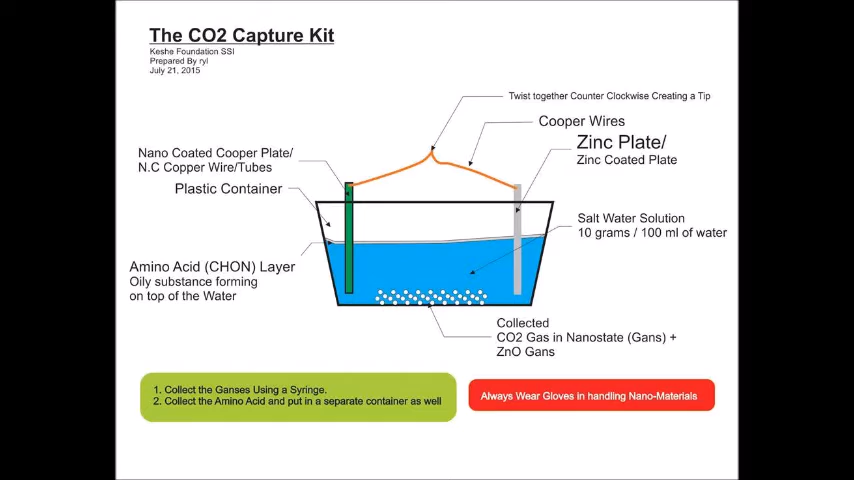 The CO2 Capture Kit
Keshe Foundation SSI
Prepared By ryl
July 21, 2015
Twist together Counter Clockwise Creating a Tip
Cooper Wires
Zinc Plate/
Zinc Coated Plate
Nano Coated Cooper Plate/
N.C Copper Wire/Tubes
Plastic Container
Salt Water Solution
10 grams / 100 ml of water
Amino Acid (CHON) Layer
Oily substance forming
on top of the Water
Collected
CO2 Gas in Nanostate (Gans) +
ZnO Gans
1. Collect the Ganses Using a Syringe.
2. Collect the Amino Acid and put in a separate container as well
Always Wear Gloves in handling Nano-Materials